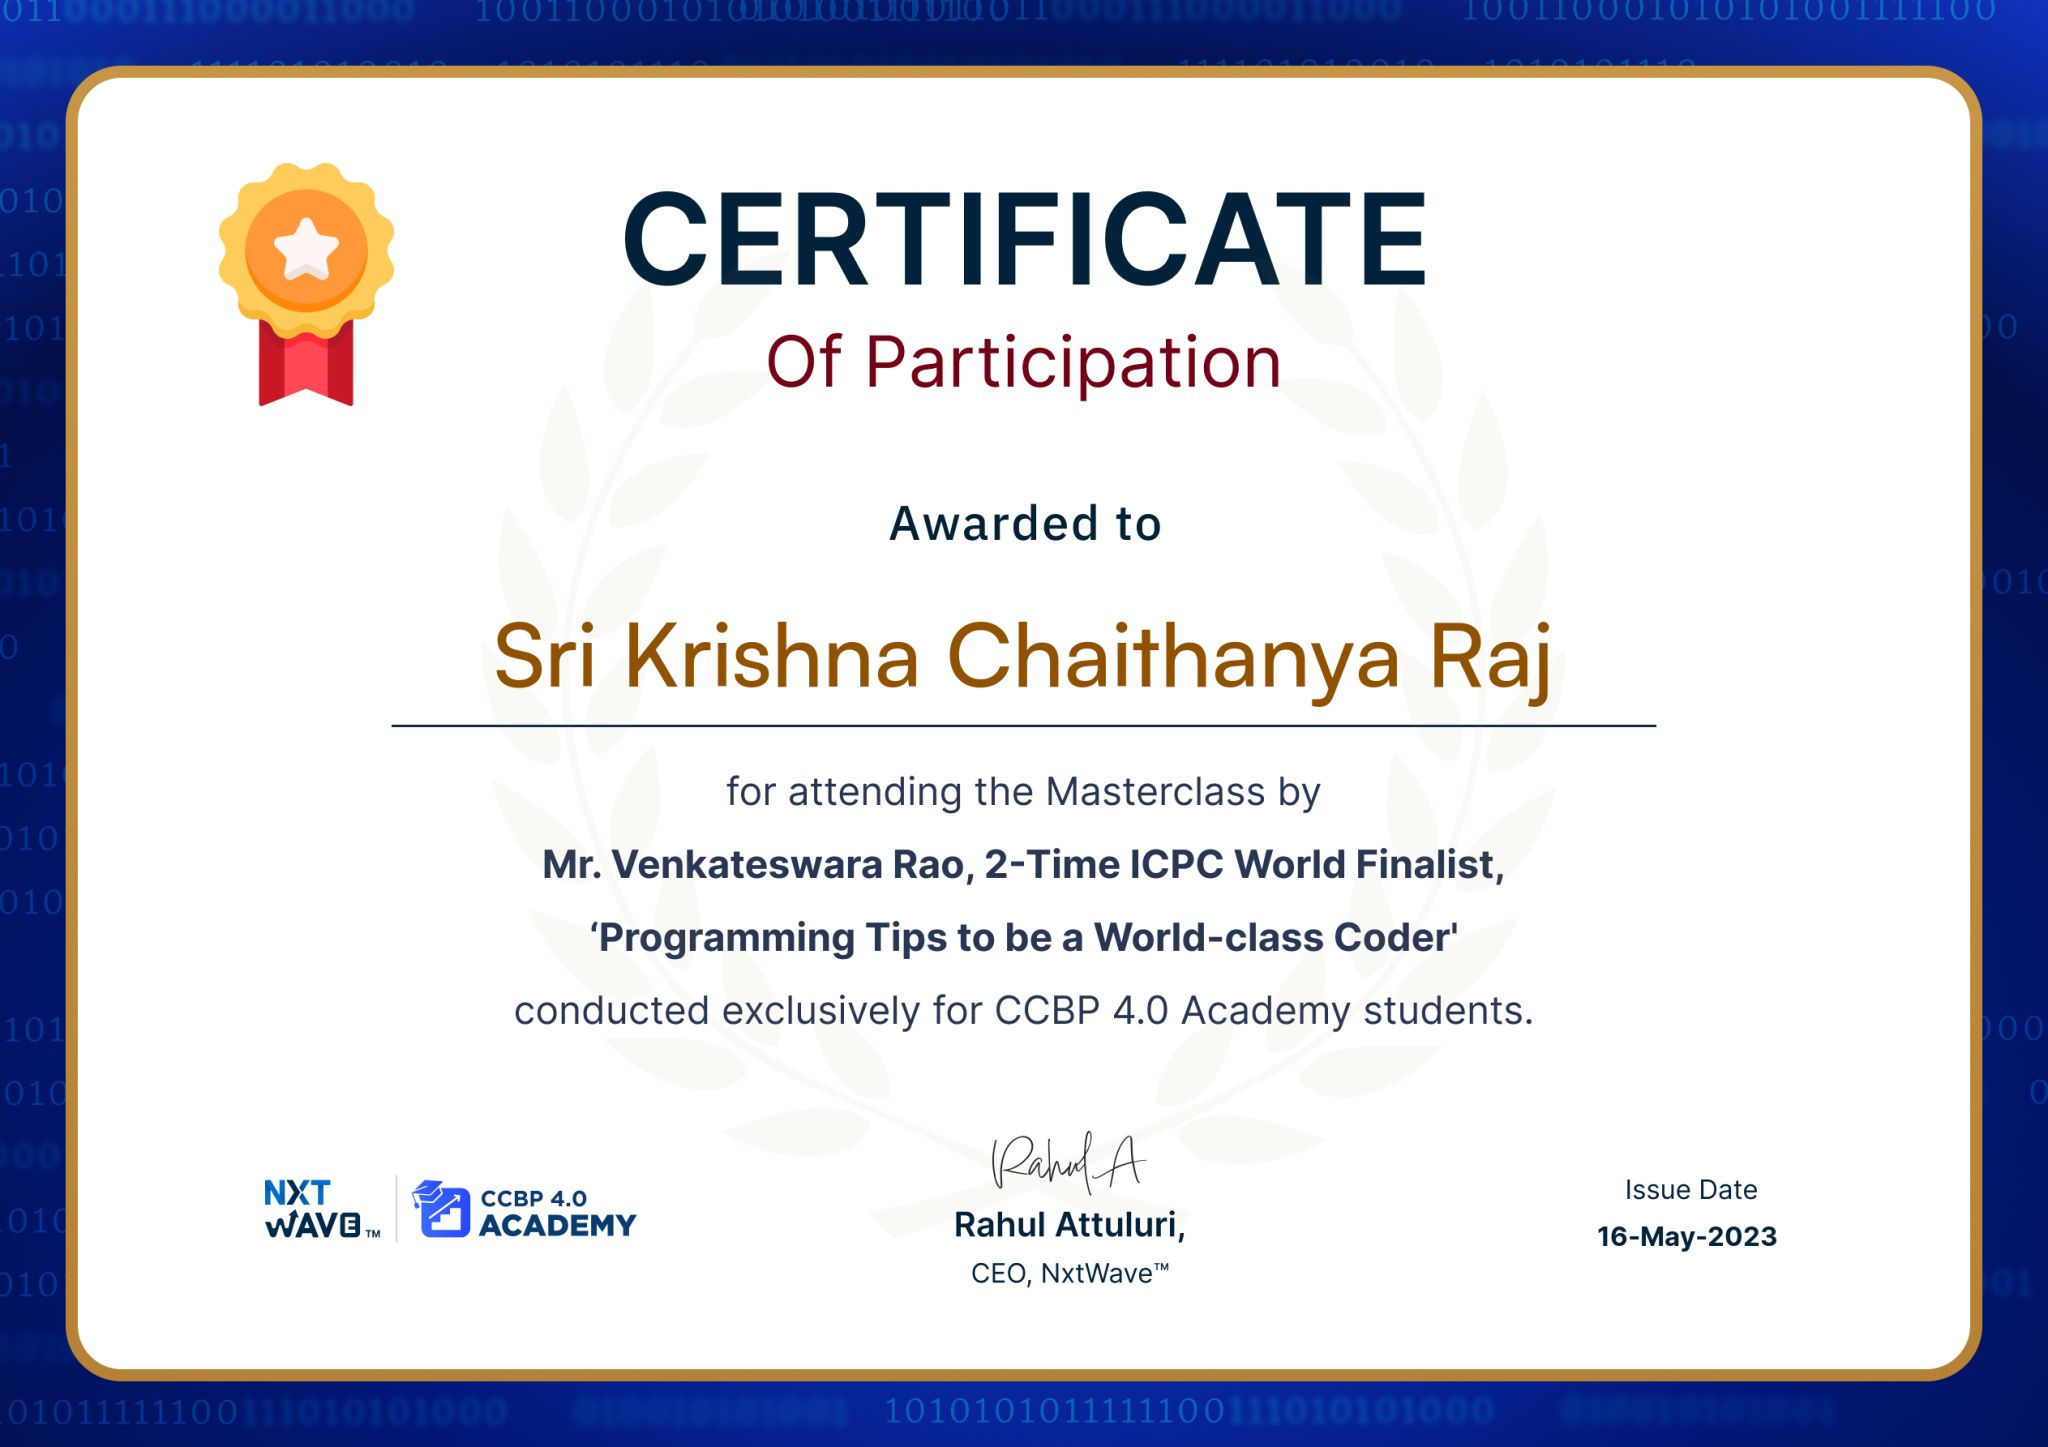 CERTIFICATE
Of Participation
Awarded to
Sri Krishna Chaithanya Raj
for attending the Masterclass by
Mr. Venkateswara Rao, 2-Time ICPC World Finalist,
‘Programming Tips to be a World-class Coder'
conducted exclusively for CCBP 4.0 Academy students.
NXT
WAVE™
CCBP 4.0
ACADEMY
Rahul A
Rahul Attuluri,
CEO, NxtWave™
Issue Date
16-May-2023